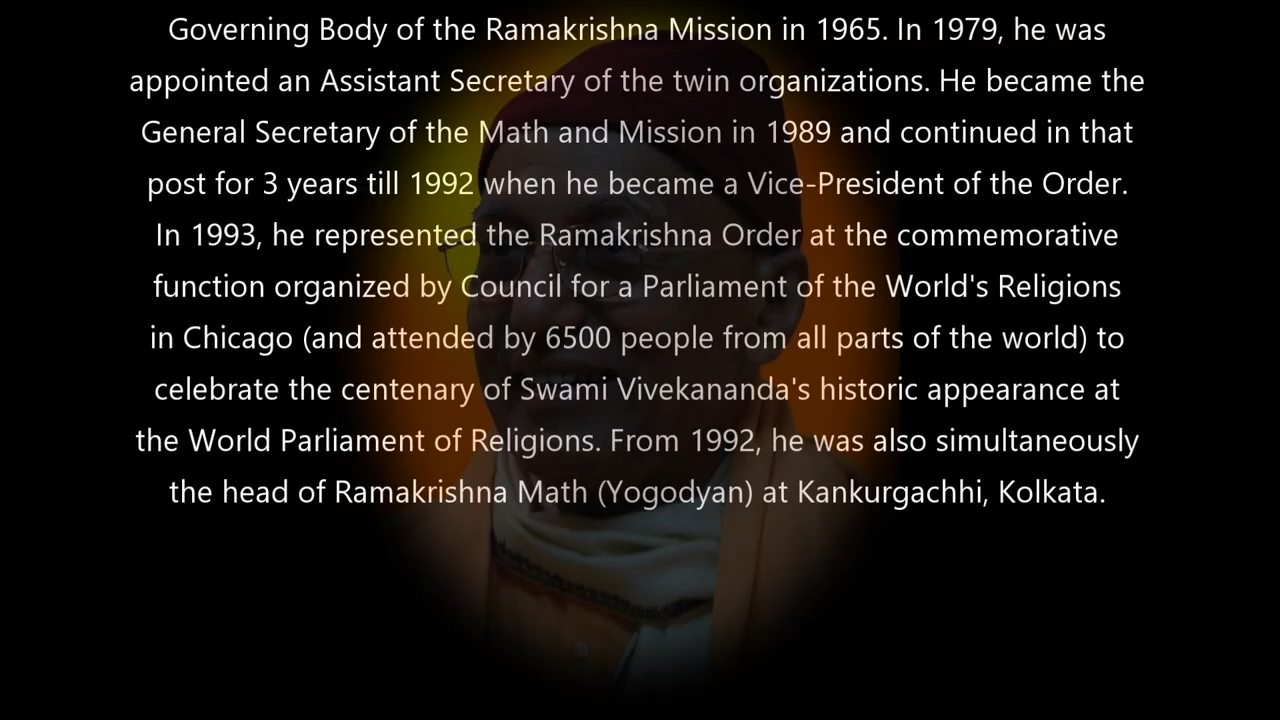 Governing Body of the Ramakrishna Mission in 1965. In 1979, he was
appointed an Assistant Secretary of the twin organizations. He became the
General Secretary of the Math and Mission in 1989 and continued in that
post for 3 years till 1992 when he became a Vice-President of the Order.
In 1993, he represented the Ramakrishna Order at the commemorative
function organized by Council for a Parliament of the World's Religions
in Chicago (and attended by 6500 people from all parts of the world) to
celebrate the centenary of Swami Vivekananda's historic appearance at
the World Parliament of Religions. From 1992, he was also simultaneously
the head of Ramakrishna Math (Yogodyan) at Kankurgachhi, Kolkata.